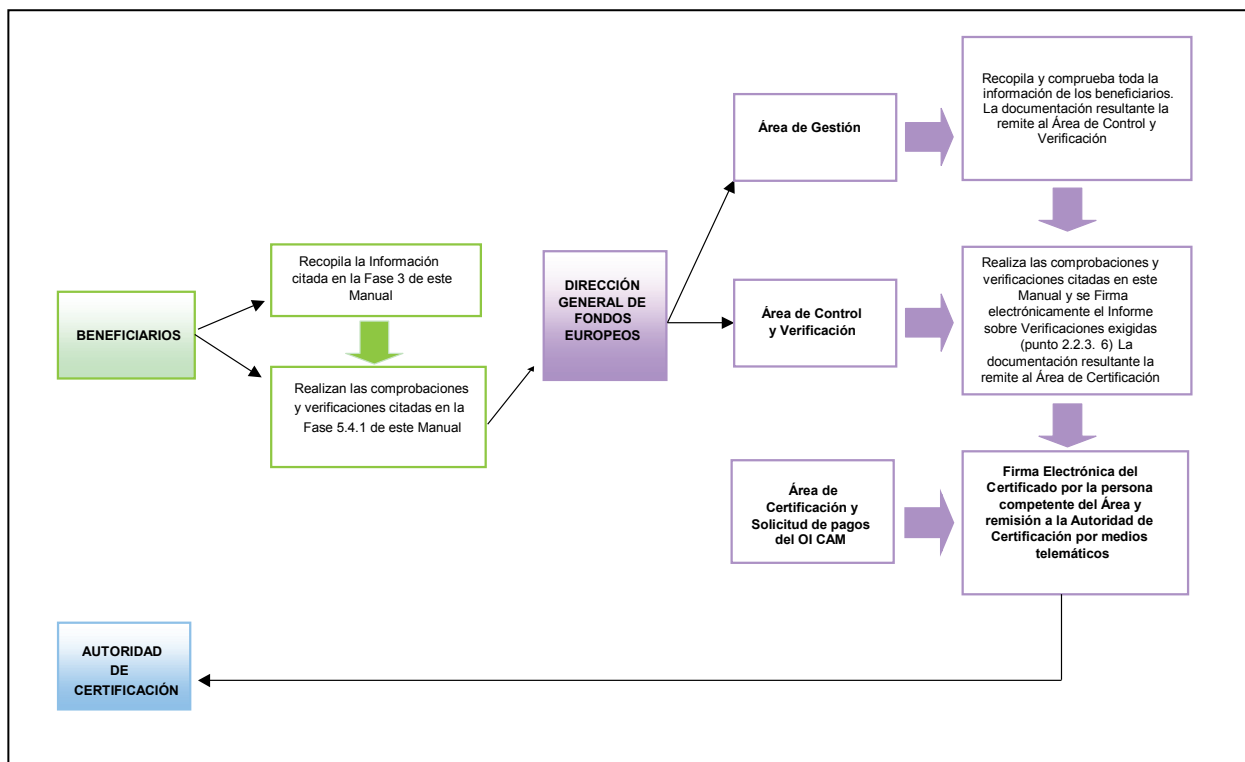 BENEFICIARIOS
Recopila la Información
citada en la Fase 3 de este
Manual
Realizan las comprobaciones
y verificaciones citadas en la
Fase 5.4.1 de este Manual
DIRECCIÓN
GENERAL DE
FONDOS
EUROPEOS
Área de Gestión
Recopila y comprueba toda la
información de los beneficiarios.
La documentación resultante la
remite al Área de Control y
Verificación
Área de Control
y Verificación
Realiza las comprobaciones y
verificaciones citadas en este
Manual y se Firma
electrónicamente el Informe
sobre Verificaciones exigidas
(punto 2.2.3. 6) La
documentación resultante la
remite al Área de Certificación
Área de
Certificación y
Solicitud de pagos
del OI CAM
Firma Electrónica del
Certificado por la persona
competente del Área y
remisión a la Autoridad de
Certificación por medios
telemáticos
AUTORIDAD
DE
CERTIFICACIÓN